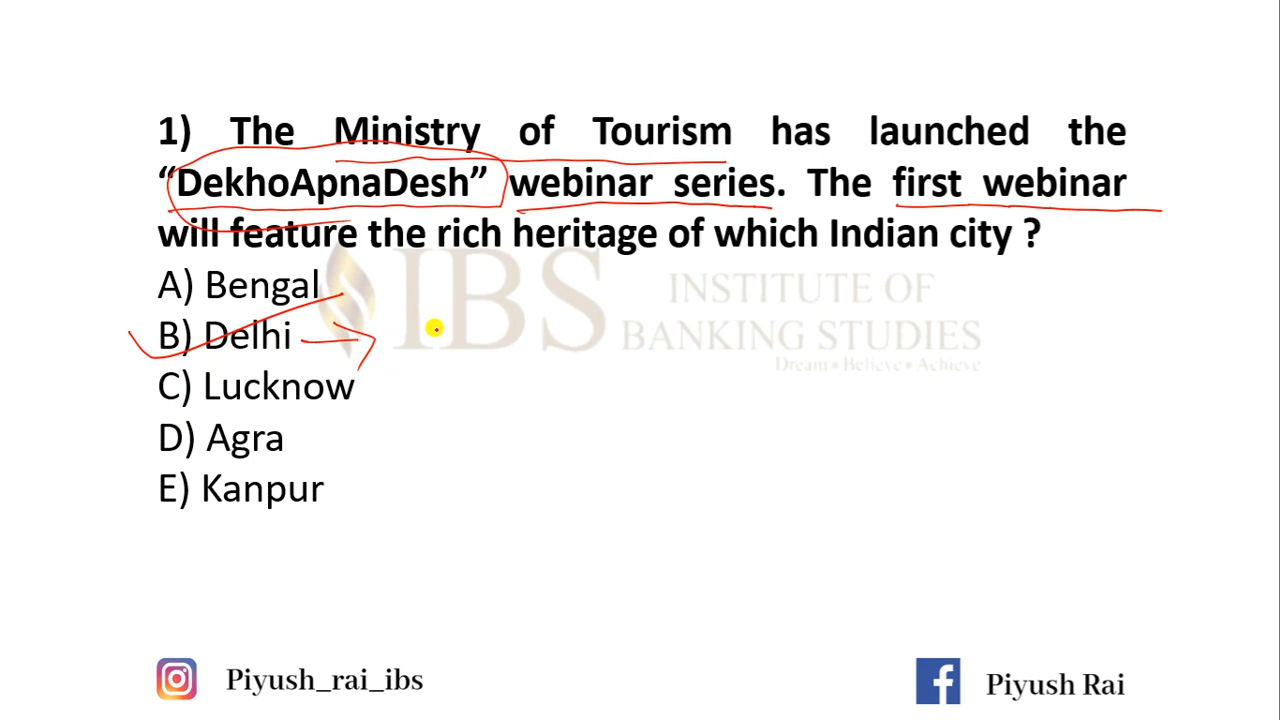 1) The Ministry of Tourism has launched the
“DekhoApnaDesh” webinar series. The first webinar
will feature the rich heritage of which Indian city ?
A) Bengal
B) Delhi
C) Lucknow
D) Agra
E) Kanpur
IBS INSTITUTE OF
BANKING STUDIES
Dream • Believe • Achieve
Piyush_rai_ibs
Piyush Rai